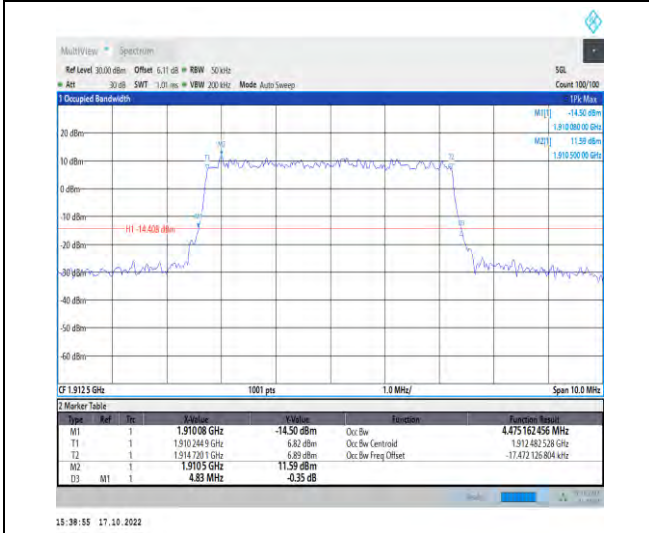 MultiView Spectrum
Ref Level 30.00 dBm Offset 6.11 dB RBW 50 kHz SGL
Att 30 dB SWT 1.01 ms VBW 200 kHz Mode Auto Sweep Count 100/100
1 Occupied Bandwidth 1Pk Max
M1[1] -14.50 dBm
1.910 080 00 GHz
M2[1] 11.59 dBm
1.910 500 00 GHz
20 dBm
M2
T1 T2
10 dBm
0 dBm
-10 dBm
H1 -14.408 dBm
-20 dBm
-30 dBm
-40 dBm
-50 dBm
-60 dBm
CF 1.912 5 GHz 1001 pts 1.0 MHz/ Span 10.0 MHz
2 Marker Table
Type Ref Trc X-Value Y-Value Function Function Result
M1 1 1.910 08 GHz -14.50 dBm Occ Bw 4.475 162 456 MHz
T1 1 1.910 244 9 GHz 6.82 dBm Occ Bw Centroid 1.912 482 528 GHz
T2 1 1.914 720 1 GHz 6.89 dBm Occ Bw Freq Offset -17.472 126 804 kHz
M2 1 1.910 5 GHz 11.59 dBm
D3 M1 1 4.83 MHz -0.35 dB
15:38:55 17.10.2022